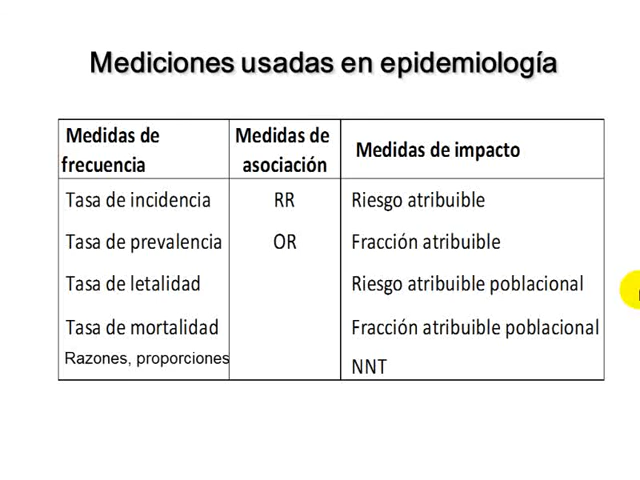 Mediciones usadas en epidemiología
Medidas de frecuencia
Medidas de asociación
Medidas de impacto
Tasa de incidencia
RR
Riesgo atribuible
Tasa de prevalencia
OR
Fracción atribuible
Tasa de letalidad
Riesgo atribuible poblacional
Tasa de mortalidad
Fracción atribuible poblacional
Razones, proporciones
NNT